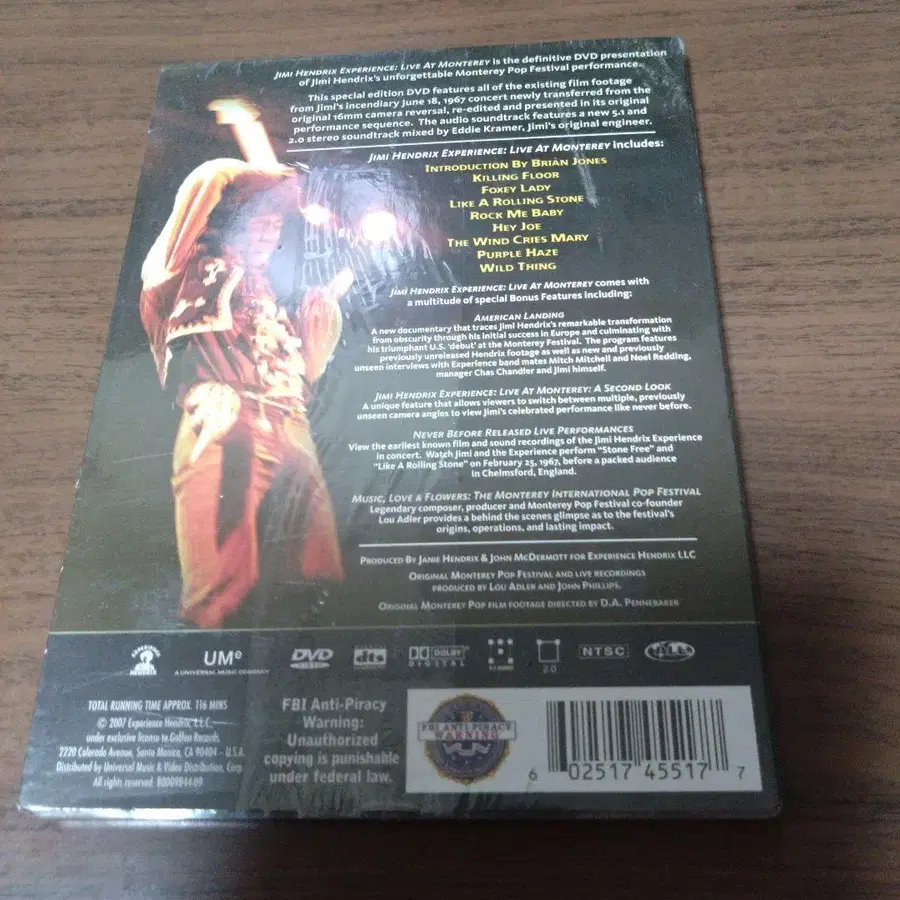 JIMI HENDRIX EXPERIENCE: LIVE AT MONTEREY is the definitive DVD presentation
of Jimi Hendrix's unforgettable Monterey Pop Festival performance.
This special edition DVD features all of the existing film footage
from Jimi's incendiary June 18, 1967 concert newly transferred from the
original 16mm camera reversal, re-edited and presented in its original
performance sequence. The audio soundtrack features a new 5.1 and
2.0 stereo soundtrack mixed by Eddie Kramer, Jimi's original engineer.
JIMI HENDRIX EXPERIENCE: LIVE AT MONTEREY includes:
INTRODUCTION BY BRIAN JONES
KILLING FLOOR
FOXEY LADY
LIKE A ROLLING STONE
ROCK ME BABY
HEY JOE
THE WIND CRIES MARY
PURPLE HAZE
WILD THING
JIMI HENDRIX EXPERIENCE: LIVE AT MONTEREY comes with
a multitude of special Bonus Features including:
AMERICAN LANDING
A new documentary that traces Jimi Hendrix's remarkable transformation
from obscurity through his initial success in Europe and culminating with
his triumphant U.S. 'debut' at the Monterey Festival. The program features
previously unreleased Hendrix footage as well as new and previously
unseen interviews with Experience band mates Mitch Mitchell and Noel Redding,
manager Chas Chandler and Jimi himself.
JIMI HENDRIX EXPERIENCE: LIVE AT MONTEREY: A SECOND LOOK
A unique feature that allows viewers to switch between multiple, previously
unseen camera angles to view Jimi's celebrated performance like never before.
NEVER BEFORE RELEASED LIVE PERFORMANCES
View the earliest known film and sound recordings of the Jimi Hendrix Experience
in concert. Watch Jimi and the Experience perform "Stone Free" and
"Like A Rolling Stone" on February 25, 1967, before a packed audience
in Chelmsford, England.
MUSIC, LOVE & FLOWERS: THE MONTEREY INTERNATIONAL POP FESTIVAL
Legendary composer, producer and Monterey Pop Festival co-founder
Lou Adler provides a behind the scenes glimpse as to the festival's
origins, operations, and lasting impact.
PRODUCED BY JANIE HENDRIX & JOHN MCDERMOTT FOR EXPERIENCE HENDRIX LLC
ORIGINAL MONTEREY POP FESTIVAL AND LIVE RECORDINGS
PRODUCED BY LOU ADLER AND JOHN PHILLIPS.
ORIGINAL MONTEREY POP FILM FOOTAGE DIRECTED BY D.A. PENNEBAKER
EXPERIENCE HENDRIX
UMe
A UNIVERSAL MUSIC COMPANY
DVD VIDEO
dts
DOLBY DIGITAL
2.0
NTSC
TOTAL RUNNING TIME APPROX. 116 MINS
© 2007 Experience Hendrix, L.L.C.
under exclusive license to Geffen Records,
2220 Colorado Avenue, Santa Monica, CA 90404 - U.S.A.
Distributed by Universal Music & Video Distribution, Corp.
All rights reserved. B0009844-09
FBI Anti-Piracy
Warning:
Unauthorized
copying is punishable
under federal law.
FBI ANTI-PIRACY
WARNING
6 02517 45517 7